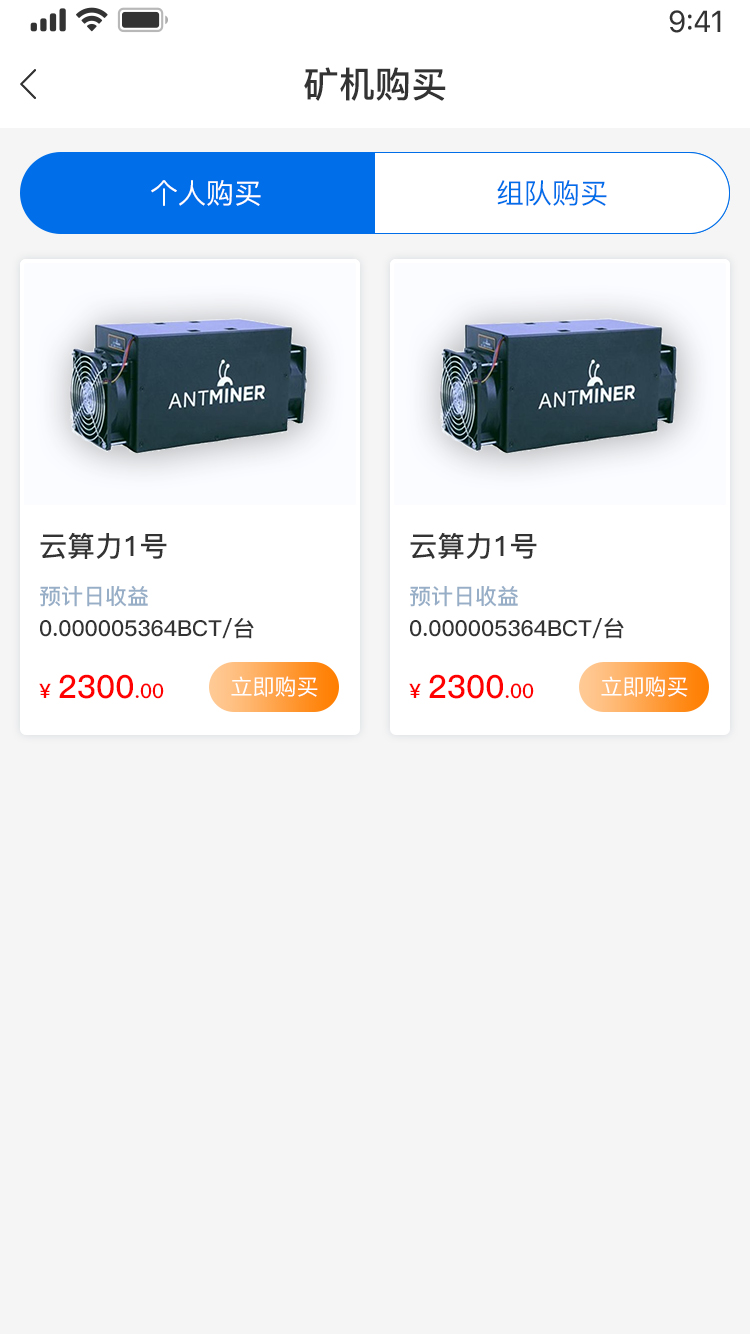 9:41
矿机购买
个人购买
组队购买
ANTMINER
云算力1号
预计日收益
0.000005364BCT/台
¥ 2300.00
立即购买
ANTMINER
云算力1号
预计日收益
0.000005364BCT/台
¥ 2300.00
立即购买